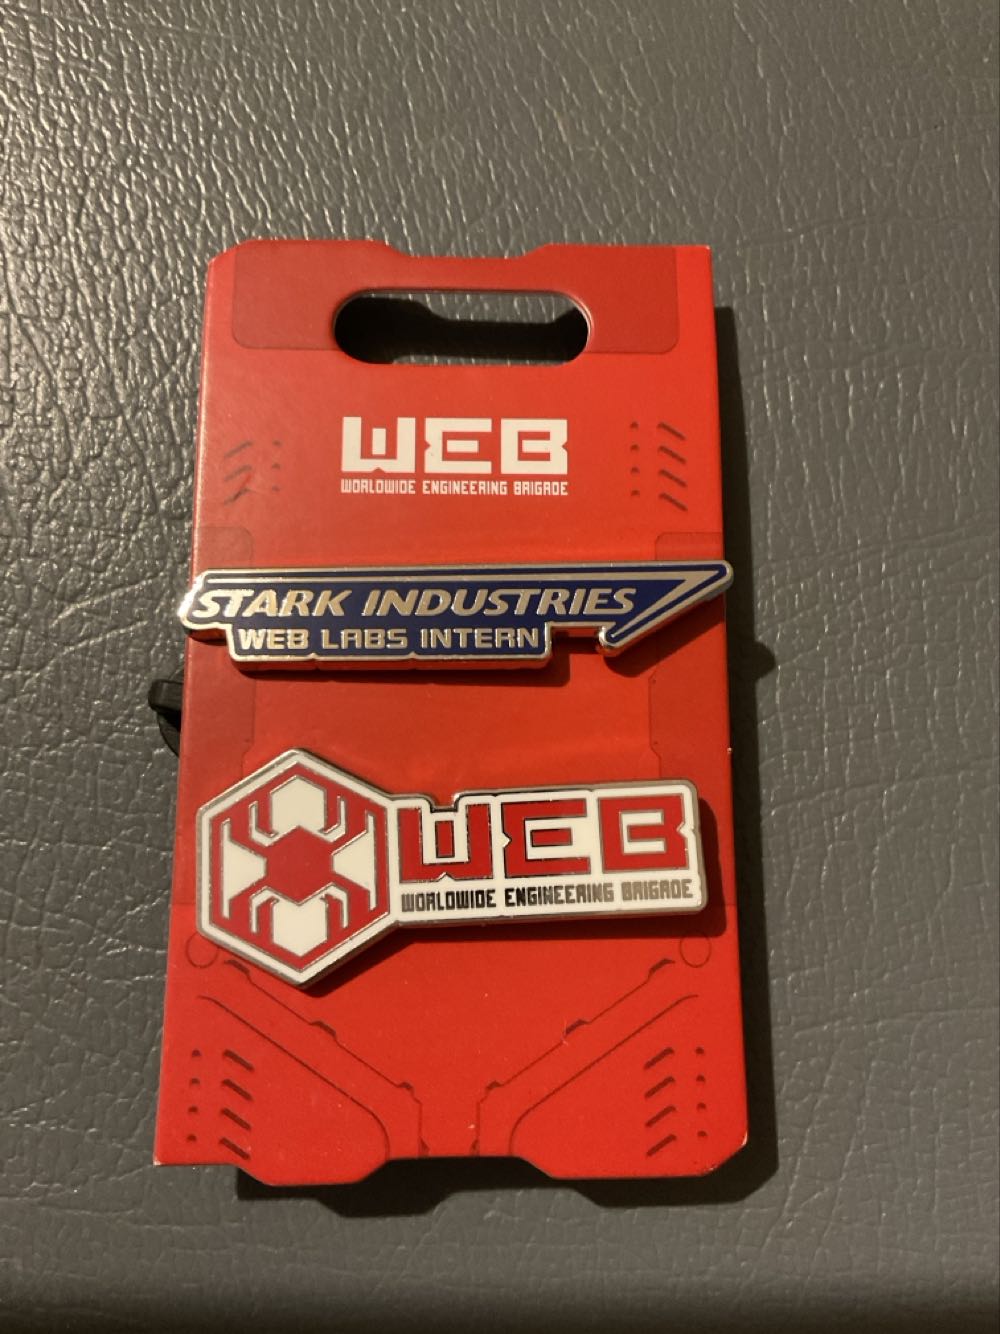 WEB
WORLDWIDE ENGINEERING BRIGADE
STARK INDUSTRIES
WEB LABS INTERN
WEB
WORLDWIDE ENGINEERING BRIGADE